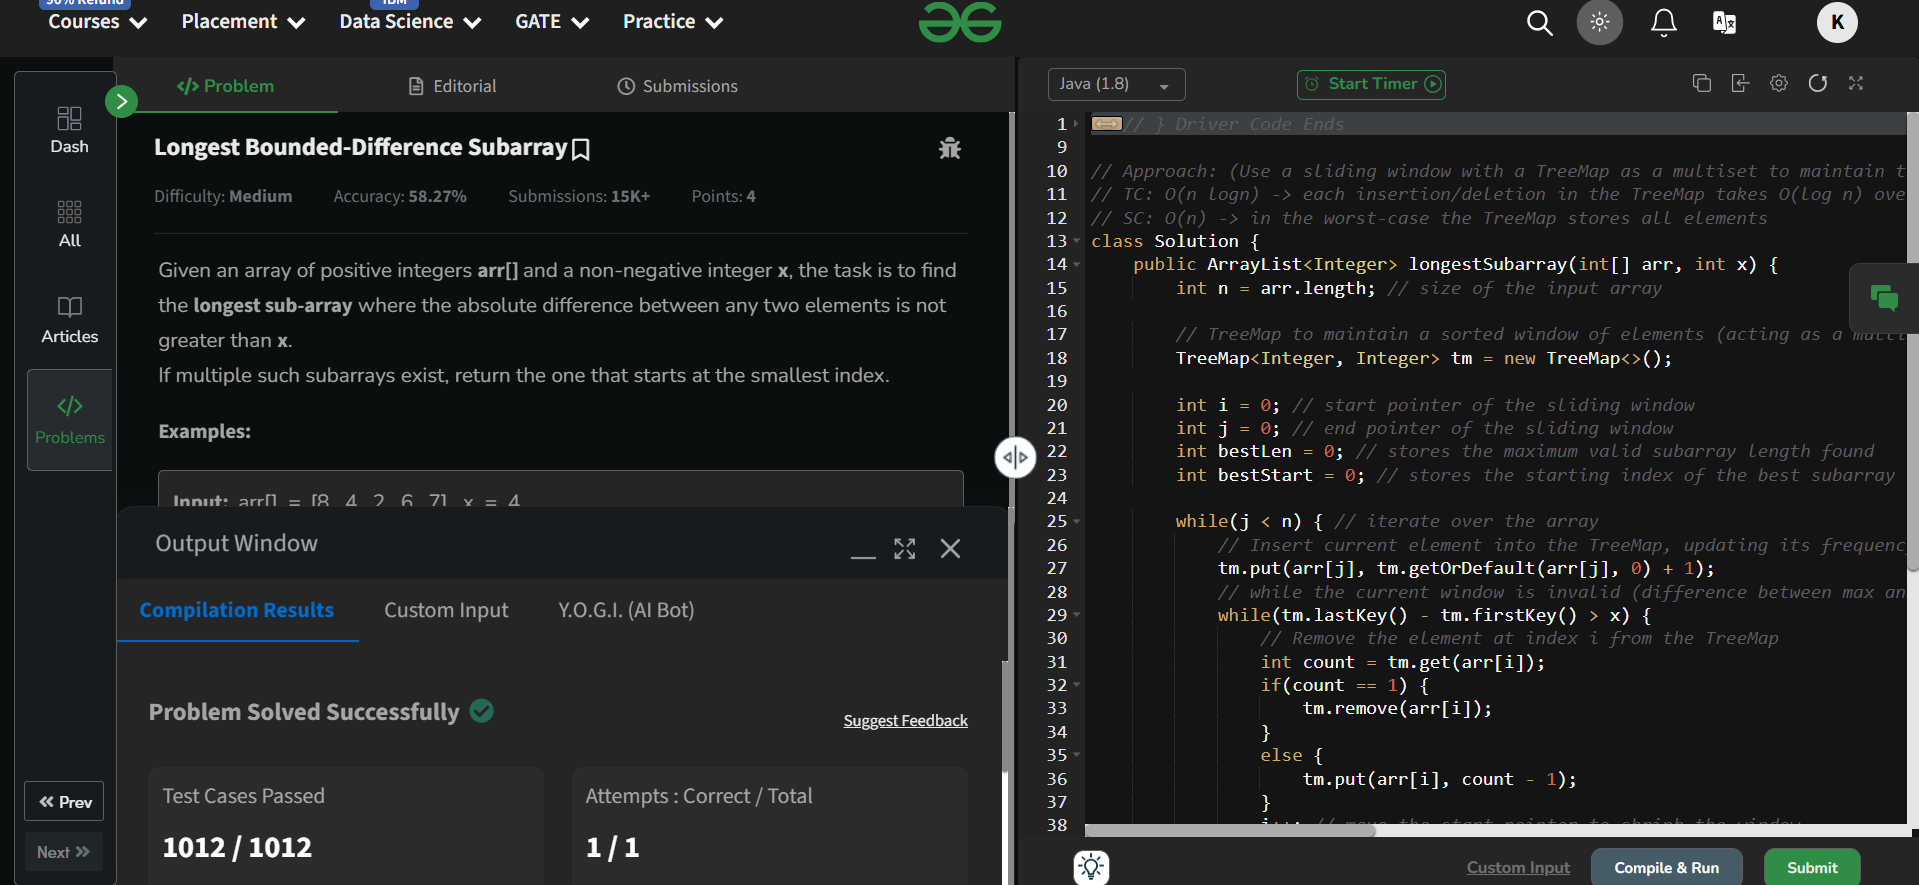 90% Refund
IBM
Courses
Placement
Data Science
GATE
Practice
K
Dash
All
Articles
</> Problems
Prev
Next
</> Problem
Editorial
Submissions
Longest Bounded-Difference Subarray
Difficulty: Medium
Accuracy: 58.27%
Submissions: 15K+
Points: 4
Given an array of positive integers arr[] and a non-negative integer x, the task is to find
the longest sub-array where the absolute difference between any two elements is not
greater than x.
If multiple such subarrays exist, return the one that starts at the smallest index.
Examples:
Input: arr[] = [8, 4, 2, 6, 7], x = 4
Output Window
Compilation Results
Custom Input
Y.O.G.I. (AI Bot)
Problem Solved Successfully
Suggest Feedback
Test Cases Passed
1012 / 1012
Attempts : Correct / Total
1 / 1
Java (1.8)
Start Timer
1 // } Driver Code Ends
9
10 // Approach: (Use a sliding window with a TreeMap as a multiset to maintain t
11 // TC: O(n logn) -> each insertion/deletion in the TreeMap takes O(log n) ove
12 // SC: O(n) -> in the worst-case the TreeMap stores all elements
13 class Solution {
14 public ArrayList<Integer> longestSubarray(int[] arr, int x) {
15 int n = arr.length; // size of the input array
16
17 // TreeMap to maintain a sorted window of elements (acting as a multi
18 TreeMap<Integer, Integer> tm = new TreeMap<>();
19
20 int i = 0; // start pointer of the sliding window
21 int j = 0; // end pointer of the sliding window
22 int bestLen = 0; // stores the maximum valid subarray length found
23 int bestStart = 0; // stores the starting index of the best subarray
24
25 while(j < n) { // iterate over the array
26 // Insert current element into the TreeMap, updating its frequenc
27 tm.put(arr[j], tm.getOrDefault(arr[j], 0) + 1);
28 // while the current window is invalid (difference between max an
29 while(tm.lastKey() - tm.firstKey() > x) {
30 // Remove the element at index i from the TreeMap
31 int count = tm.get(arr[i]);
32 if(count == 1) {
33 tm.remove(arr[i]);
34 }
35 else {
36 tm.put(arr[i], count - 1);
37 }
38 i++; // move the start pointer to shrink the window
Custom Input
Compile & Run
Submit